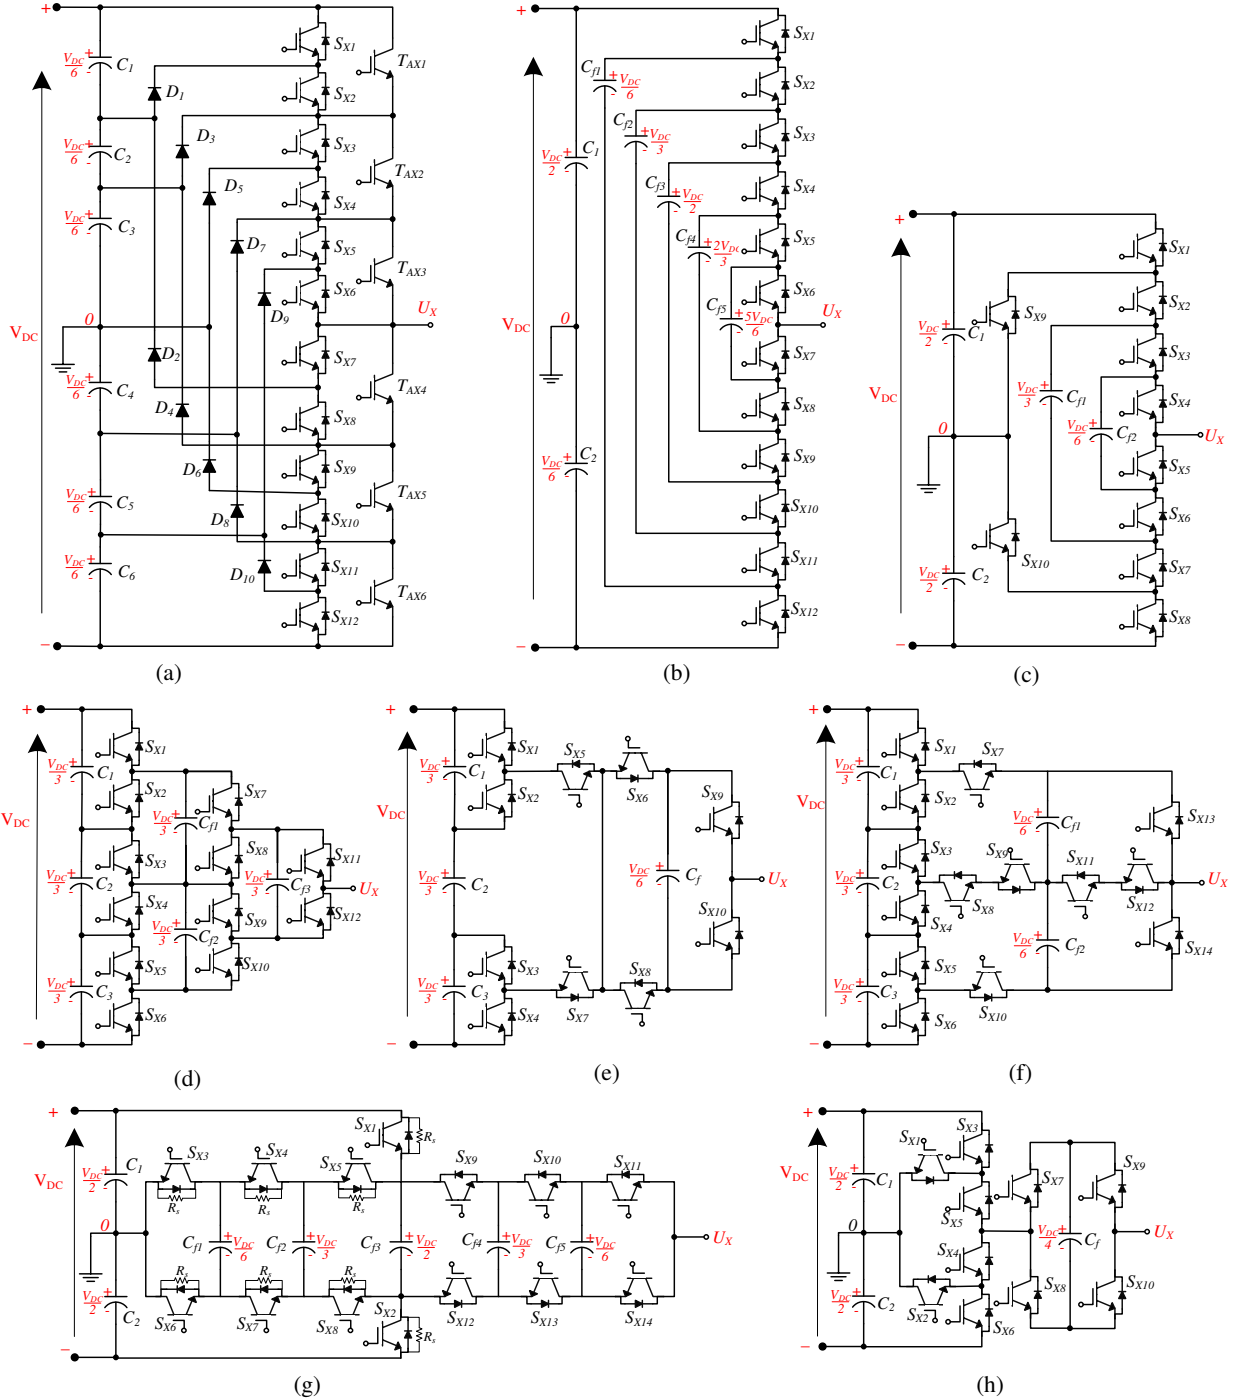 +
C1
VDC/6 + -
D1
SX1
TAX1
SX2
D3
C2
VDC/6 + -
SX3
TAX2
D5
SX4
C3
VDC/6 + -
D7
SX5
TAX3
D9
SX6
VDC
0
UX
D2
SX7
C4
VDC/6 + -
TAX4
D4
SX8
D6
SX9
C5
VDC/6 + -
TAX5
D8
SX10
D10
SX11
C6
VDC/6 + -
TAX6
SX12
−
(a)
+
SX1
Cf1
VDC/6 + -
SX2
Cf2
VDC/3 + -
SX3
C1
VDC/2 + -
Cf3
VDC/2 + -
SX4
Cf4
2VDC/3 + -
SX5
Cf5
5VDC/6 + -
SX6
VDC
0
UX
SX7
SX8
C2
VDC/6 + -
SX9
SX10
SX11
SX12
−
(b)
+
SX1
SX2
SX9
C1
VDC/2 + -
SX3
VDC
Cf1
VDC/3 + -
SX4
Cf2
VDC/6 + -
0
UX
SX5
SX6
SX10
C2
VDC/2 + -
SX7
SX8
−
(c)
+
SX1
VDC/3 + -
C1
SX2
SX7
VDC
VDC/3 + -
Cf1
SX3
SX8
SX11
VDC/3 + -
C2
VDC/3 + -
Cf3
UX
SX4
SX9
SX12
VDC/3 + -
Cf2
SX5
SX10
VDC/3 + -
C3
SX6
−
(d)
+
SX1
SX5
VDC/3 + -
C1
SX2
SX6
SX9
VDC
VDC/3 + -
C2
VDC/6 + -
Cf
UX
SX10
SX3
SX8
VDC/3 + -
C3
SX4
SX7
−
(e)
+
SX1
SX7
VDC/3 + -
C1
SX2
VDC
VDC/6 + -
Cf1
SX13
SX3
SX9
SX11
VDC/3 + -
C2
UX
SX8
SX12
SX4
VDC/6 + -
Cf2
SX14
SX5
VDC/3 + -
C3
SX10
SX6
−
(f)
+
SX1
Rs
SX3
SX4
SX5
SX9
SX10
SX11
C1
VDC/2 + -
VDC
Rs
Rs
Rs
0
Cf1
VDC/6 + -
Cf2
VDC/3 + -
Cf3
VDC/2 + -
Cf4
VDC/3 + -
Cf5
VDC/6 + -
UX
Rs
Rs
Rs
C2
VDC/2 + -
SX6
SX7
SX8
SX2
Rs
SX12
SX13
SX14
−
(g)
+
SX3
SX1
VDC/2 + -
C1
SX7
SX9
VDC
SX5
0
SX4
VDC/4 + -
Cf
UX
SX8
SX10
VDC/2 + -
C2
SX2
SX6
−
(h)